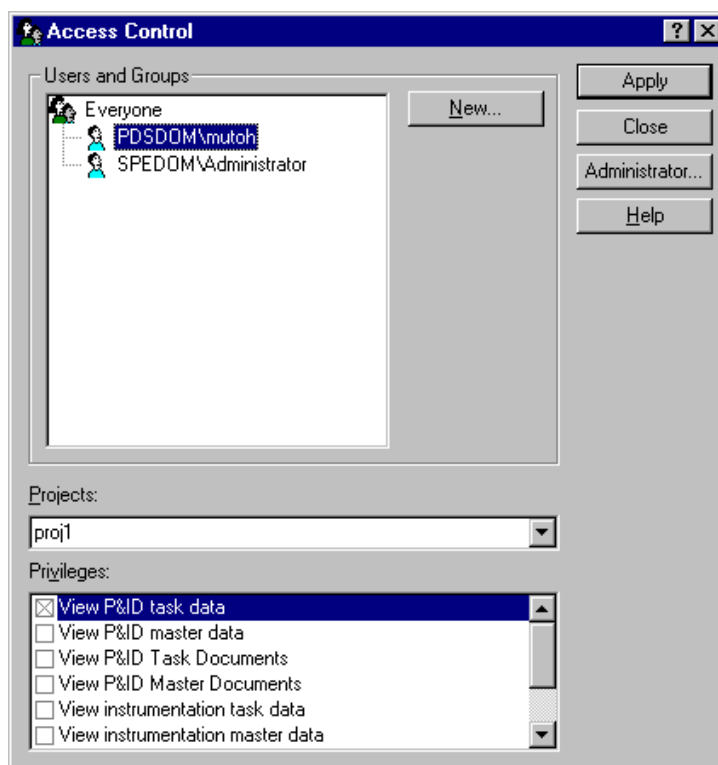 Access Control
Users and Groups
Everyone
PDSDOM\mutoh
SPEDOM\Administrator
New...
Apply
Close
Administrator...
Help
Projects:
proj1
Privileges:
View P&ID task data
View P&ID master data
View P&ID Task Documents
View P&ID Master Documents
View instrumentation task data
View instrumentation master data